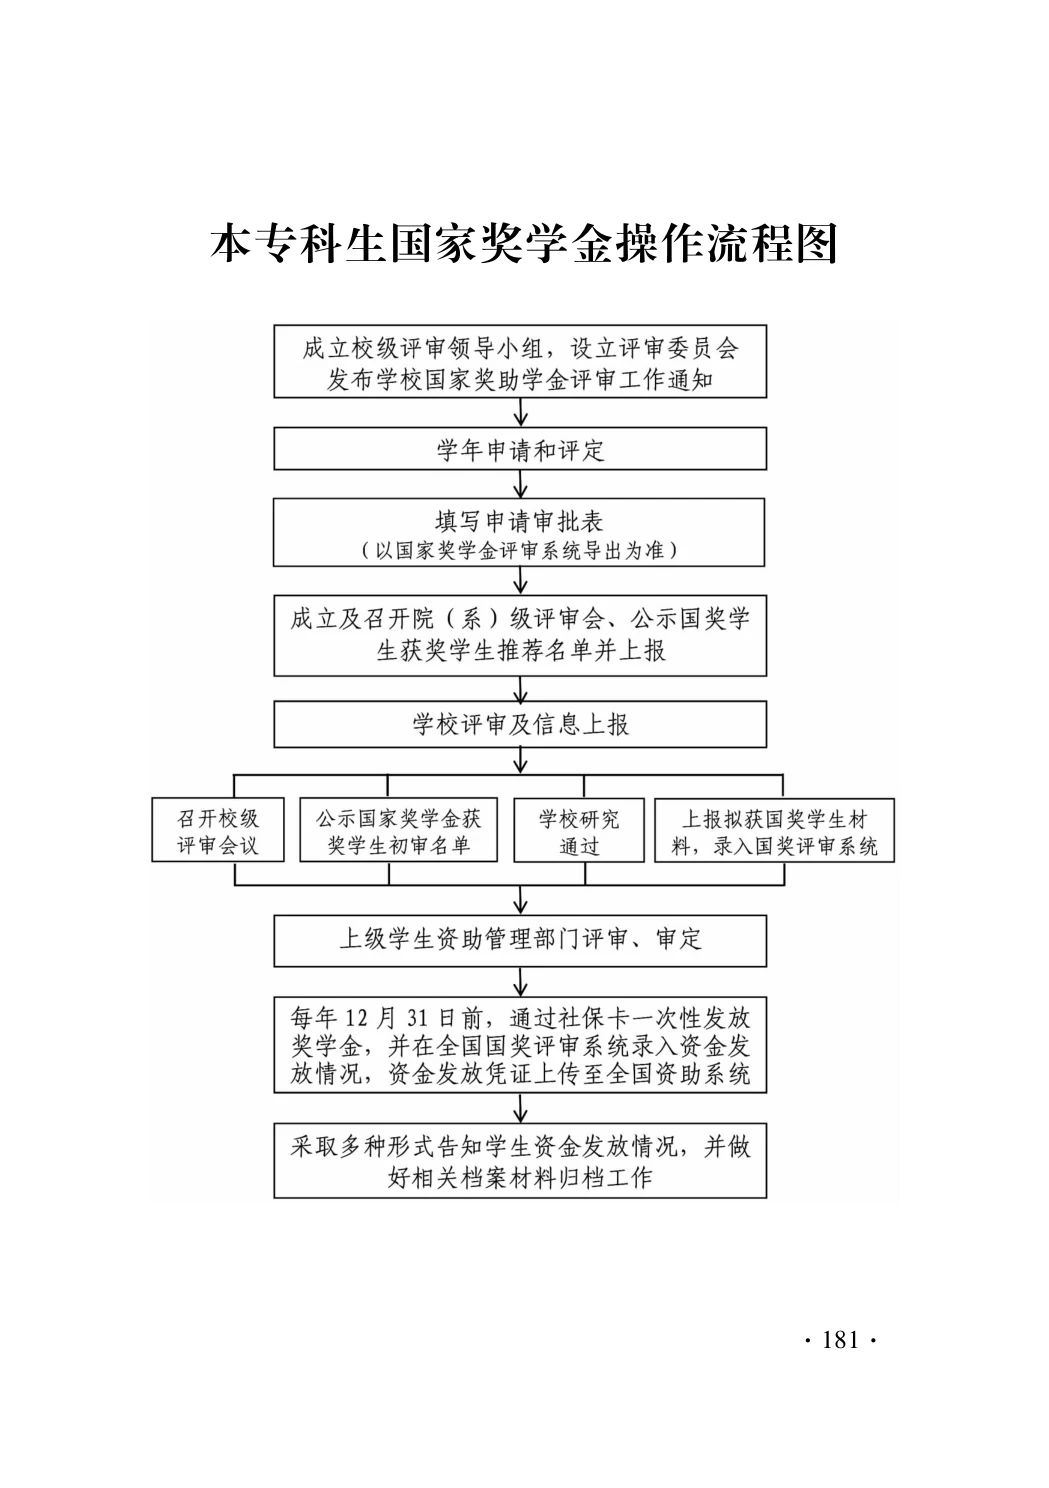 本专科生国家奖学金操作流程图
成立校级评审领导小组，设立评审委员会
发布学校国家奖助学金评审工作通知
学年申请和评定
填写申请审批表
（以国家奖学金评审系统导出为准）
成立及召开院（系）级评审会、公示国奖学
生获奖学生推荐名单并上报
学校评审及信息上报
召开校级
评审会议
公示国家奖学金获
奖学生初审名单
学校研究
通过
上报拟获国奖学生材
料，录入国奖评审系统
上级学生资助管理部门评审、审定
每年12月31日前，通过社保卡一次性发放
奖学金，并在全国国奖评审系统录入资金发
放情况，资金发放凭证上传至全国资助系统
采取多种形式告知学生资金发放情况，并做
好相关档案材料归档工作
· 181 ·